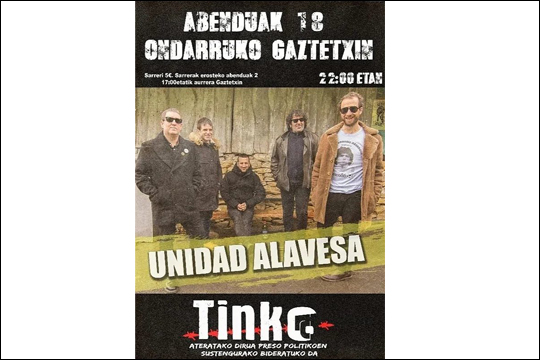 ABENDUAK 18
ONDARRUKO GAZTETXIN
Sarreri 5€. Sarrerak erosteko abenduak 2
17:00etatik aurrera Gaztetxin
22:00 ETAN
UNIDAD ALAVESA
Tinko
ATERATAKO DIRUA PRESO POLITIKOEN
SUSTENGURAKO BIDERATUKO DA